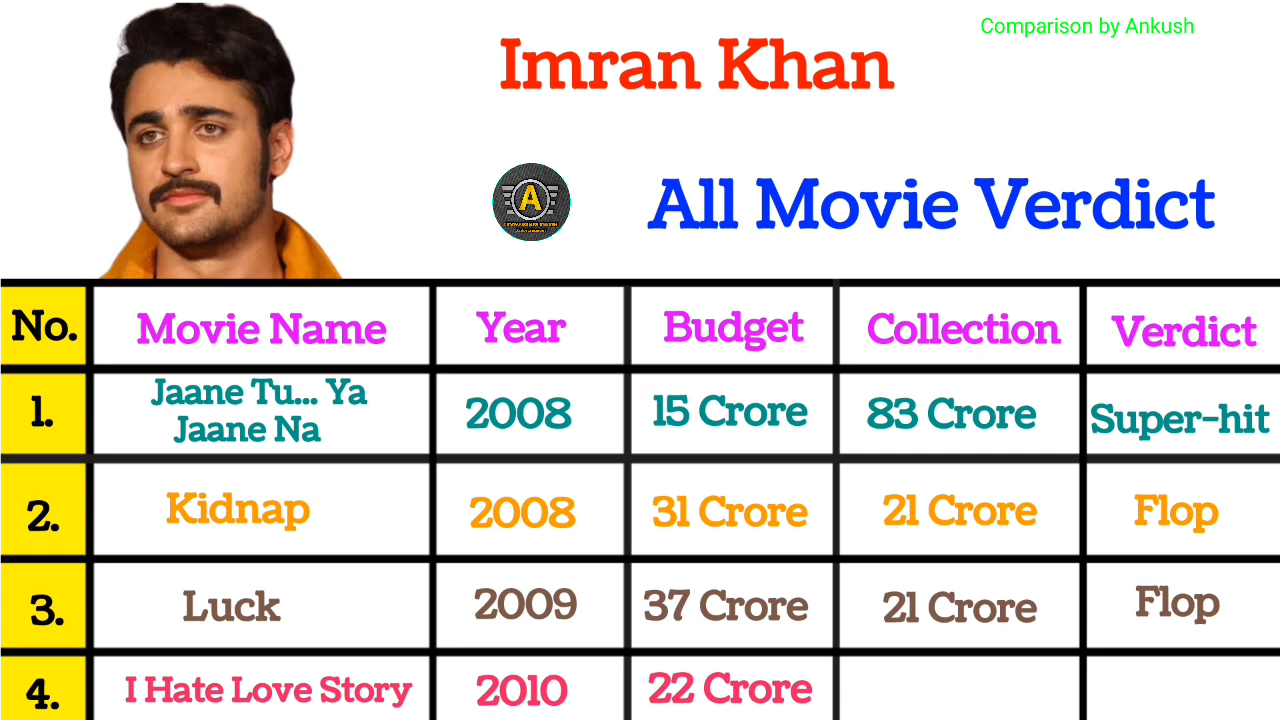 Comparison by Ankush
Imran Khan
A
All Movie Verdict
No. Movie Name Year Budget Collection Verdict
1. Jaane Tu... Ya
Jaane Na 2008 15 Crore 83 Crore Super-hit
2. Kidnap 2008 31 Crore 21 Crore Flop
3. Luck 2009 37 Crore 21 Crore Flop
4. I Hate Love Story 2010 22 Crore